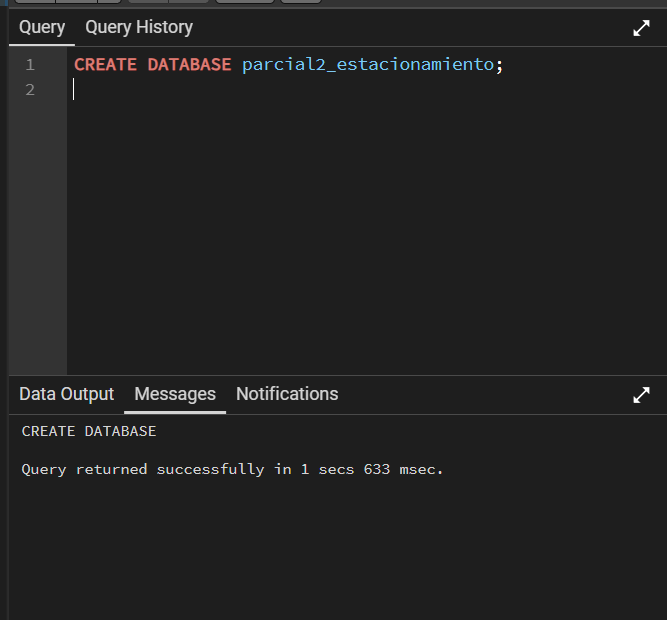 Query Query History
1 CREATE DATABASE parcial2_estacionamiento;
2
Data Output Messages Notifications
CREATE DATABASE
Query returned successfully in 1 secs 633 msec.